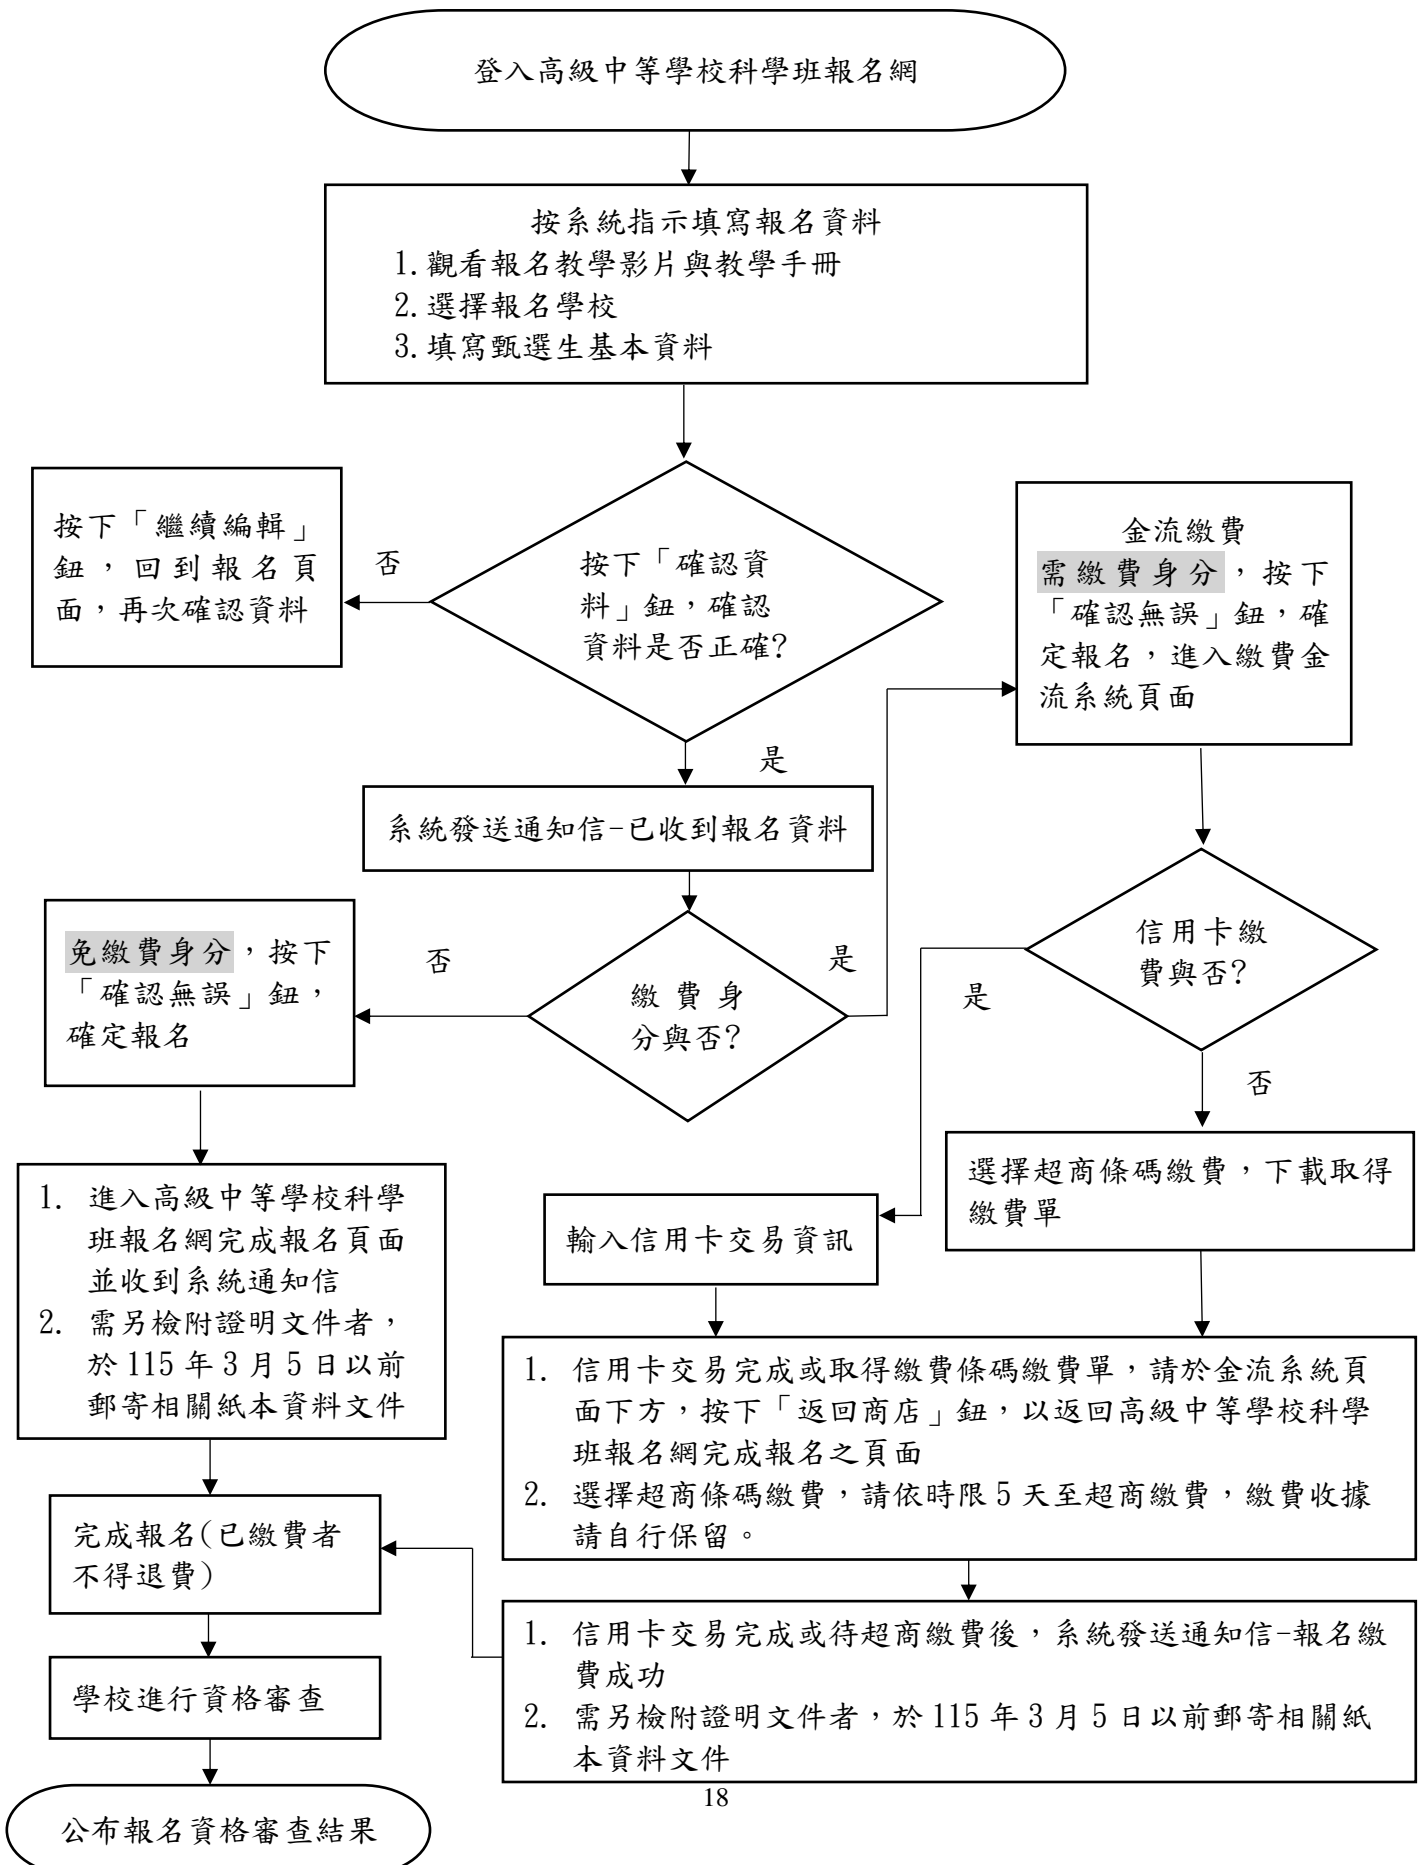 登入高級中等學校科學班報名網
按系統指示填寫報名資料
1.觀看報名教學影片與教學手冊
2.選擇報名學校
3.填寫甄選生基本資料
按下「繼續編輯」
鈕，回到報名頁
面，再次確認資料
否
按下「確認資
料」鈕，確認
資料是否正確?
金流繳費
需繳費身分，按下
「確認無誤」鈕，確
定報名，進入繳費金
流系統頁面
是
系統發送通知信-已收到報名資料
免繳費身分，按下
「確認無誤」鈕，
確定報名
否
繳費身
分與否?
是
信用卡繳
費與否?
是
否
選擇超商條碼繳費，下載取得
繳費單
輸入信用卡交易資訊
1. 進入高級中等學校科學
班報名網完成報名頁面
並收到系統通知信
2. 需另檢附證明文件者，
於 115 年 3 月 5 日以前
郵寄相關紙本資料文件
1. 信用卡交易完成或取得繳費條碼繳費單，請於金流系統頁
面下方，按下「返回商店」鈕，以返回高級中等學校科學
班報名網完成報名之頁面
2. 選擇超商條碼繳費，請依時限 5 天至超商繳費，繳費收據
請自行保留。
完成報名(已繳費者
不得退費)
1. 信用卡交易完成或待超商繳費後，系統發送通知信-報名繳
費成功
2. 需另檢附證明文件者，於 115 年 3 月 5 日以前郵寄相關紙
本資料文件
學校進行資格審查
公布報名資格審查結果
18